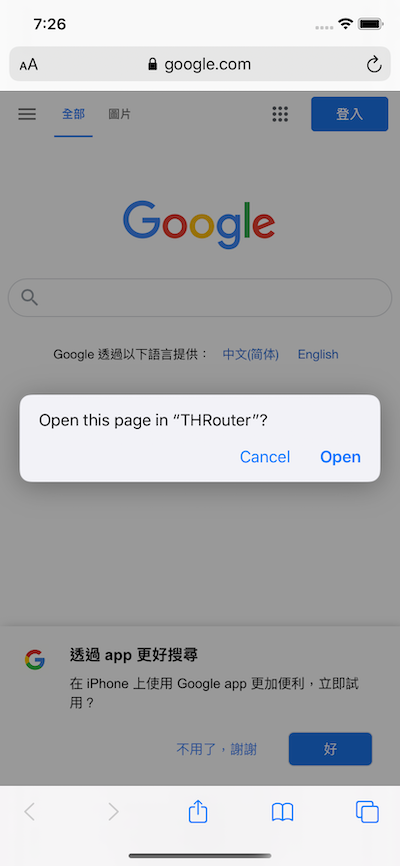 7:26
AA google.com
全部 圖片 登入
Google
Google 透過以下語言提供： 中文(简体) English
Open this page in “THRouter”?
Cancel Open
透過 app 更好搜尋
在 iPhone 上使用 Google app 更加便利，立即試
用？
不用了，謝謝 好